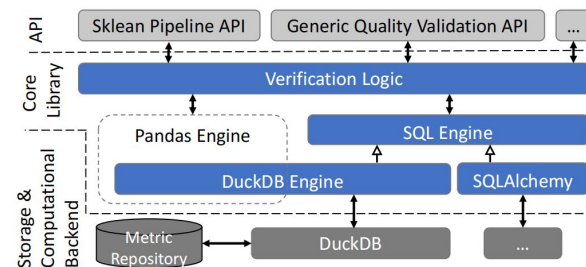 API
Sklean Pipeline API
Generic Quality Validation API
...
Core
Library
Verification Logic
Pandas Engine
SQL Engine
DuckDB Engine
SQLAlchemy
Storage &
Computational
Backend
Metric
Repository
DuckDB
...